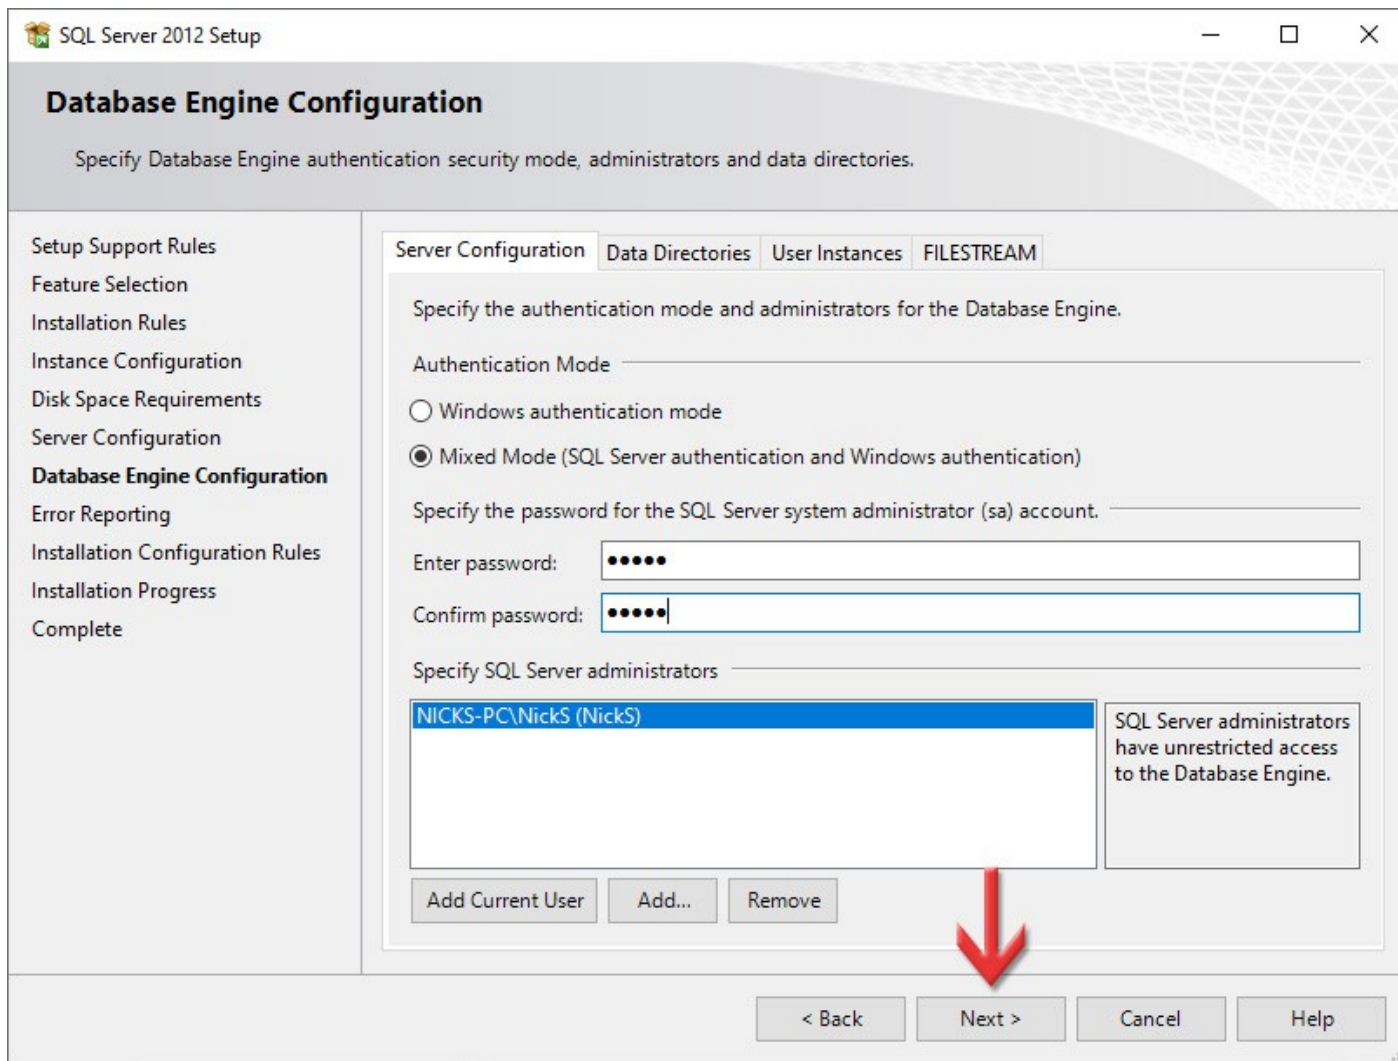 SQL Server 2012 Setup
Database Engine Configuration
Specify Database Engine authentication security mode, administrators and data directories.
Setup Support Rules
Feature Selection
Installation Rules
Instance Configuration
Disk Space Requirements
Server Configuration
Database Engine Configuration
Error Reporting
Installation Configuration Rules
Installation Progress
Complete
Server Configuration Data Directories User Instances FILESTREAM
Specify the authentication mode and administrators for the Database Engine.
Authentication Mode
Windows authentication mode
Mixed Mode (SQL Server authentication and Windows authentication)
Specify the password for the SQL Server system administrator (sa) account.
Enter password: •••••
Confirm password: •••••
Specify SQL Server administrators
NICKS-PC\NickS (NickS)
SQL Server administrators
have unrestricted access
to the Database Engine.
Add Current User Add... Remove
< Back Next > Cancel Help